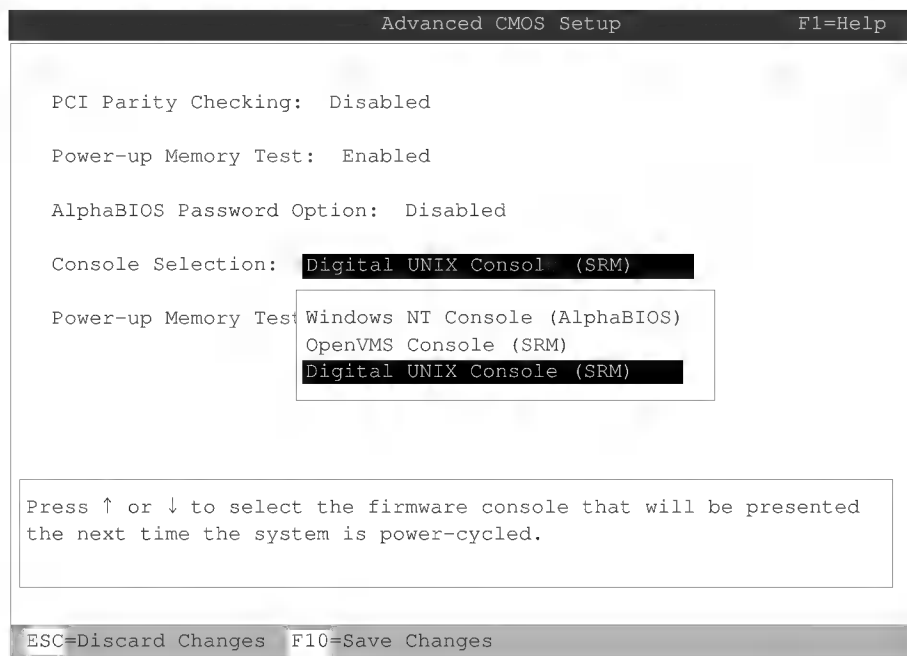 Advanced CMOS Setup F1=Help
PCI Parity Checking: Disabled
Power-up Memory Test: Enabled
AlphaBIOS Password Option: Disabled
Console Selection: Digital UNIX Consol (SRM)
Power-up Memory Test
Windows NT Console (AlphaBIOS)
OpenVMS Console (SRM)
Digital UNIX Console (SRM)
Press ↑ or ↓ to select the firmware console that will be presented
the next time the system is power-cycled.
ESC=Discard Changes F10=Save Changes